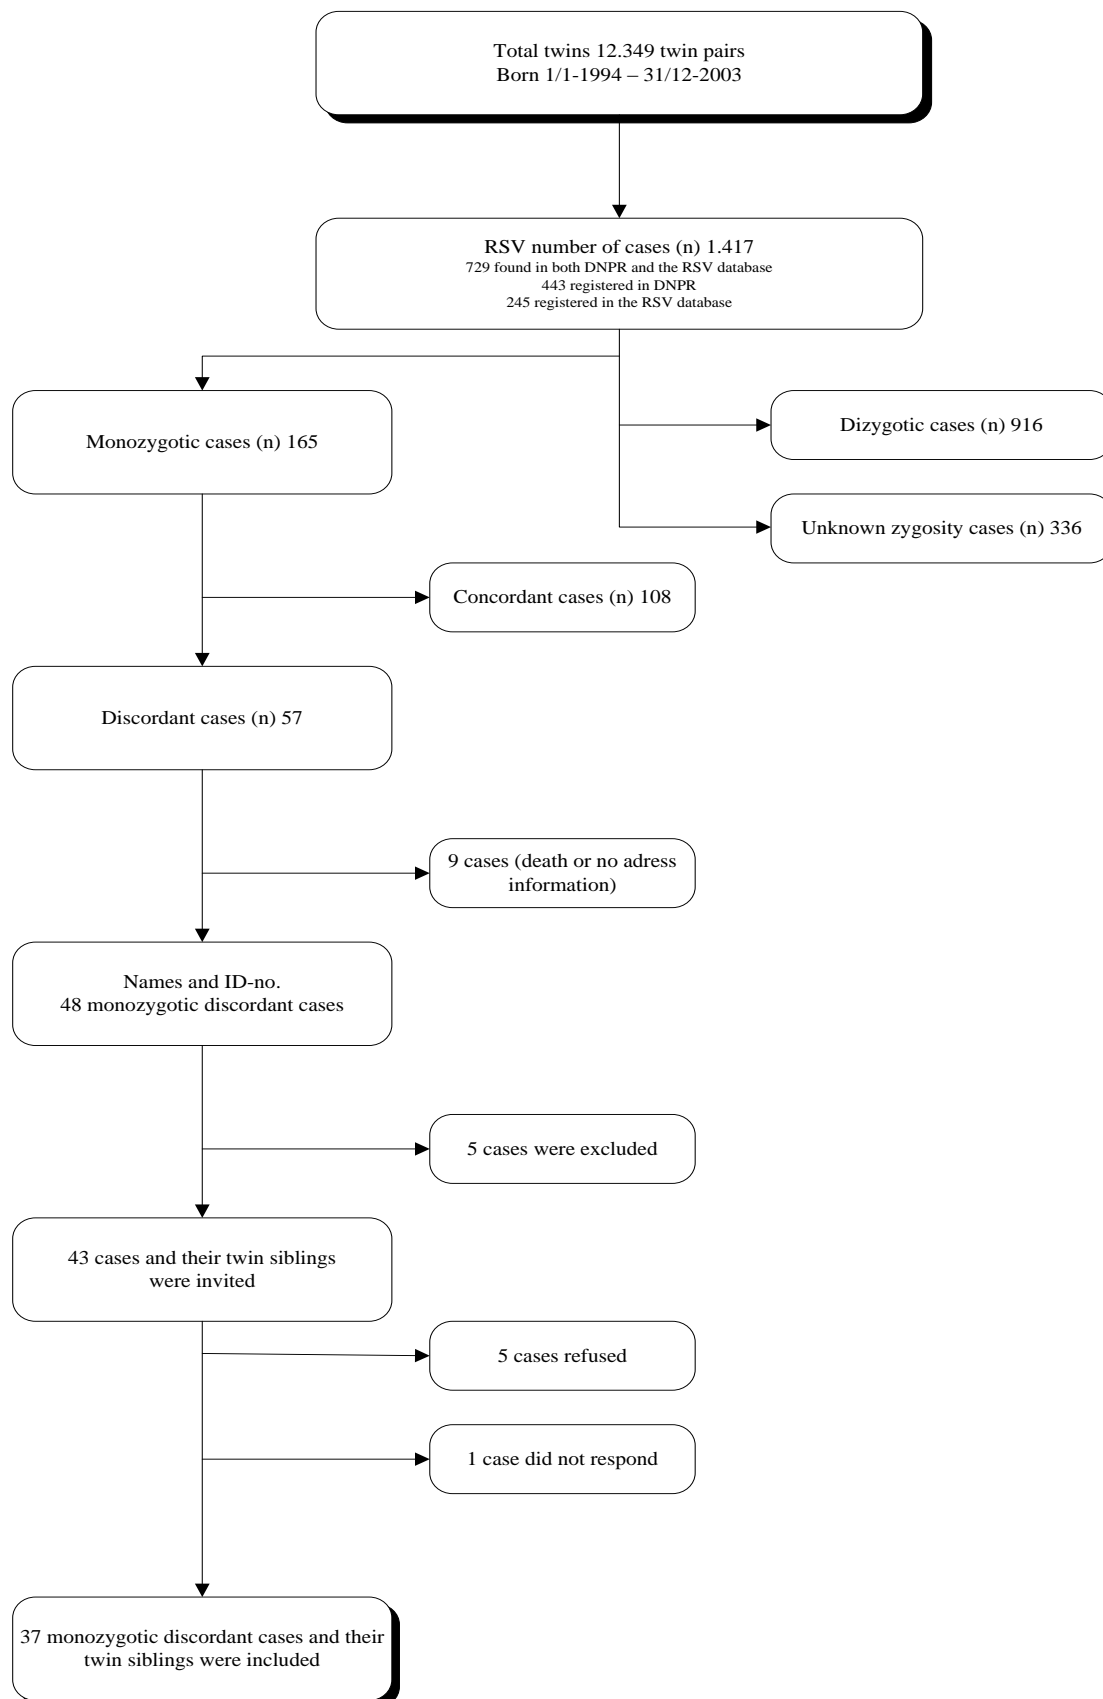 Total twins 12.349 twin pairs
Born 1/1-1994 – 31/12-2003
RSV number of cases (n) 1.417
729 found in both DNPR and the RSV database
443 registered in DNPR
245 registered in the RSV database
Monozygotic cases (n) 165
Dizygotic cases (n) 916
Unknown zygosity cases (n) 336
Concordant cases (n) 108
Discordant cases (n) 57
9 cases (death or no adress
information)
Names and ID-no.
48 monozygotic discordant cases
5 cases were excluded
43 cases and their twin siblings
were invited
5 cases refused
1 case did not respond
37 monozygotic discordant cases and their
twin siblings were included